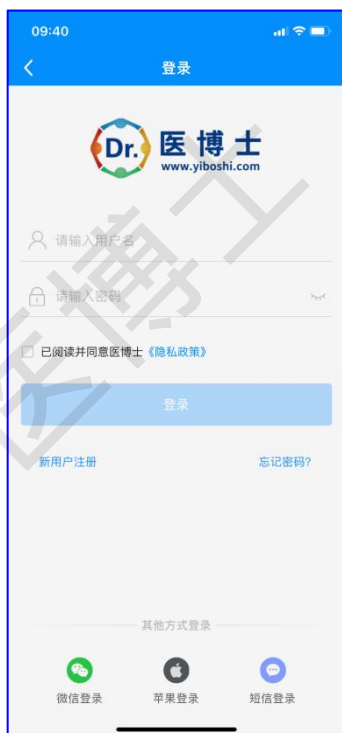 09:40
登录
Dr.
医博士
www.yiboshi.com
请输入用户名
请输入密码
已阅读并同意医博士《隐私政策》
登录
新用户注册 忘记密码?
其他方式登录
微信登录 苹果登录 短信登录
医博士